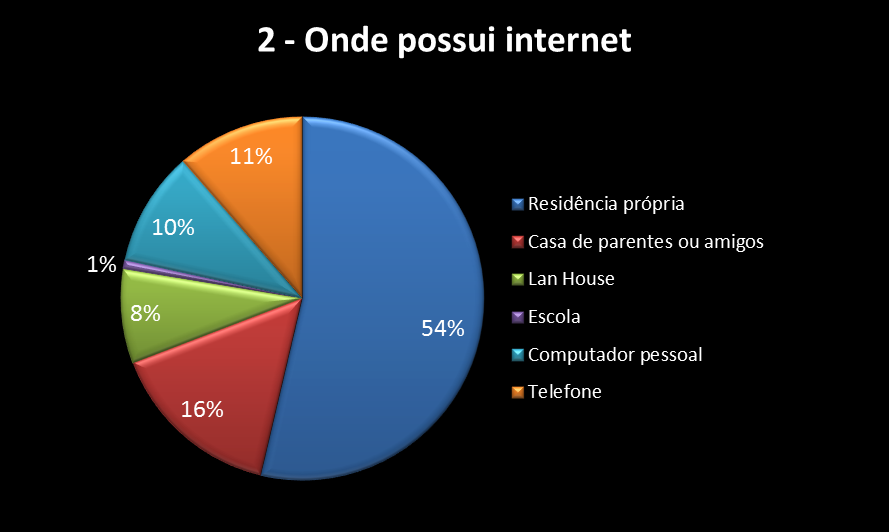 2 - Onde possui internet
11%
10%
1%
8%
16%
54%
Residência própria
Casa de parentes ou amigos
Lan House
Escola
Computador pessoal
Telefone